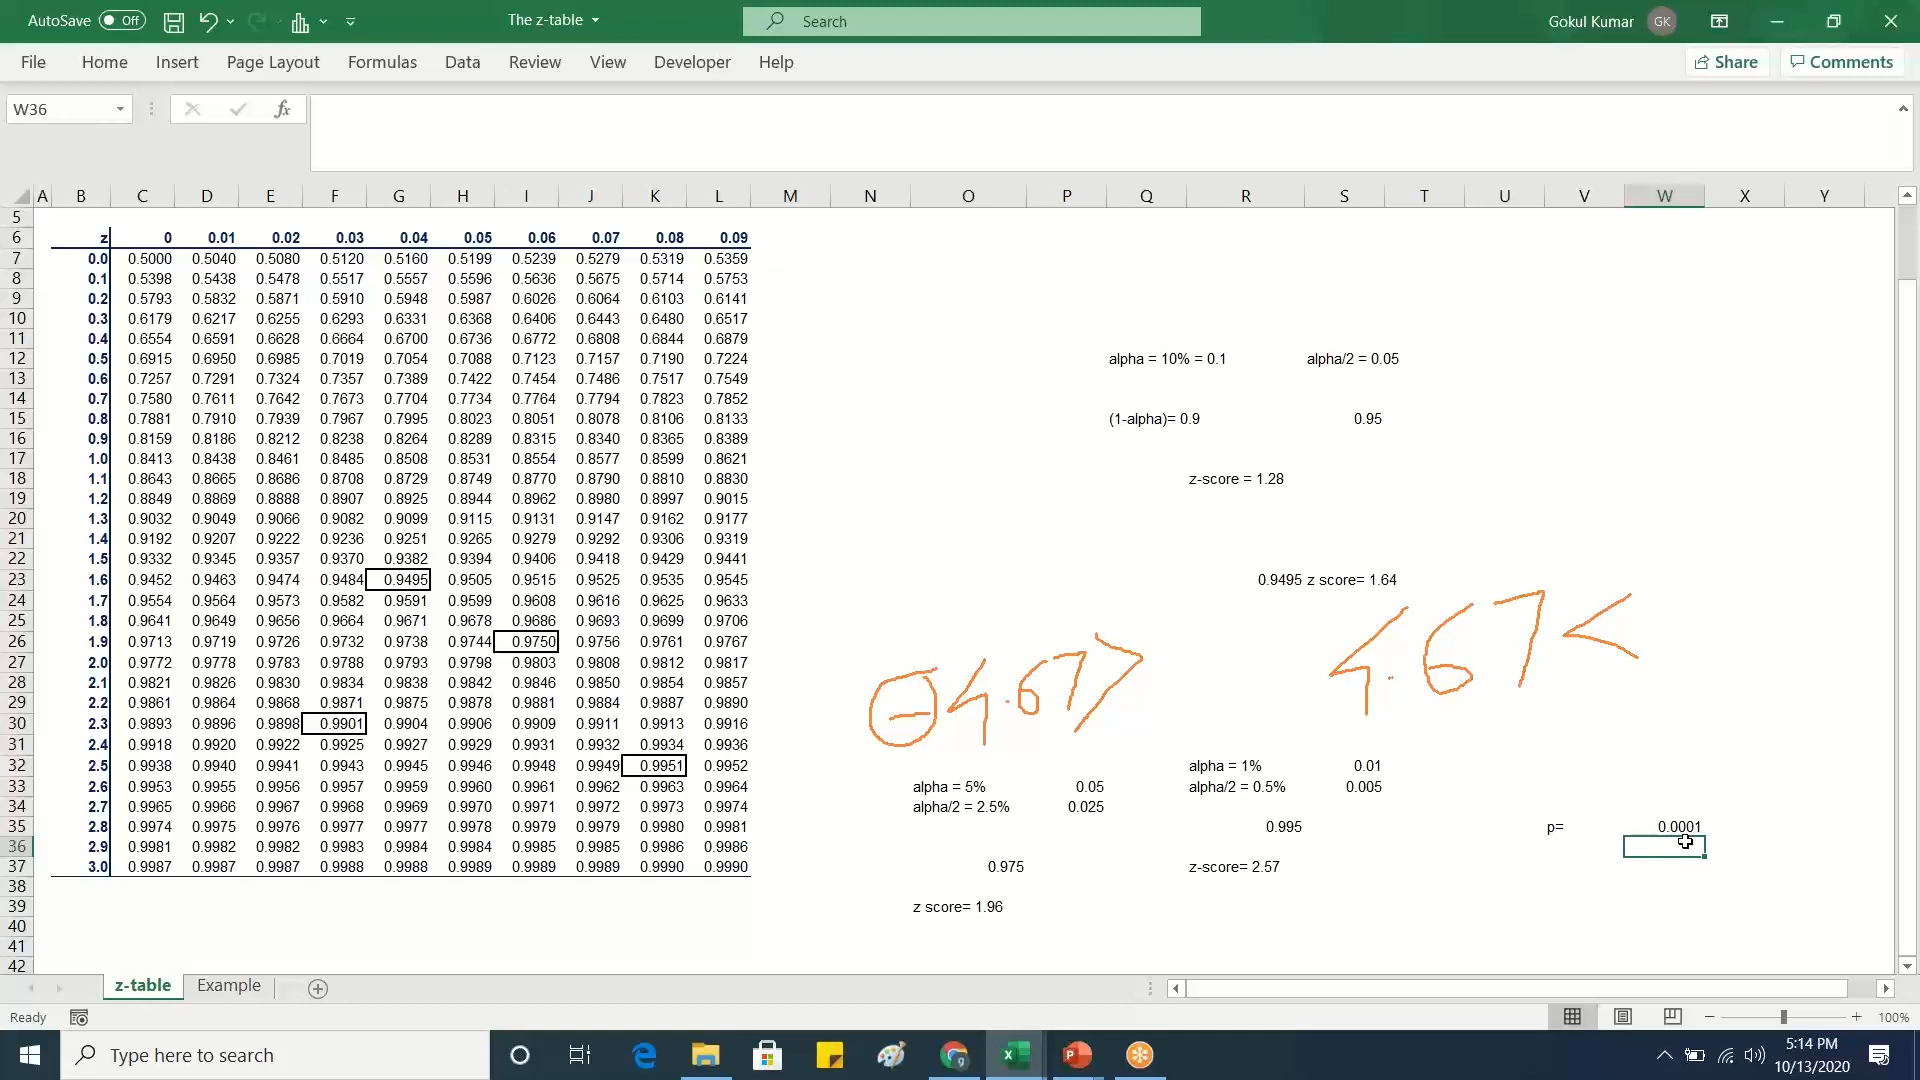 AutoSave Off The z-table Search Gokul Kumar GK
File Home Insert Page Layout Formulas Data Review View Developer Help Share Comments
W36 fx
A B C D E F G H I J K L M N O P Q R S T U V W X Y
5
6 z 0 0.01 0.02 0.03 0.04 0.05 0.06 0.07 0.08 0.09
7 0.0 0.5000 0.5040 0.5080 0.5120 0.5160 0.5199 0.5239 0.5279 0.5319 0.5359
8 0.1 0.5398 0.5438 0.5478 0.5517 0.5557 0.5596 0.5636 0.5675 0.5714 0.5753
9 0.2 0.5793 0.5832 0.5871 0.5910 0.5948 0.5987 0.6026 0.6064 0.6103 0.6141
10 0.3 0.6179 0.6217 0.6255 0.6293 0.6331 0.6368 0.6406 0.6443 0.6480 0.6517
11 0.4 0.6554 0.6591 0.6628 0.6664 0.6700 0.6736 0.6772 0.6808 0.6844 0.6879
12 0.5 0.6915 0.6950 0.6985 0.7019 0.7054 0.7088 0.7123 0.7157 0.7190 0.7224 alpha = 10% = 0.1 alpha/2 = 0.05
13 0.6 0.7257 0.7291 0.7324 0.7357 0.7389 0.7422 0.7454 0.7486 0.7517 0.7549
14 0.7 0.7580 0.7611 0.7642 0.7673 0.7704 0.7734 0.7764 0.7794 0.7823 0.7852
15 0.8 0.7881 0.7910 0.7939 0.7967 0.7995 0.8023 0.8051 0.8078 0.8106 0.8133 (1-alpha)= 0.9 0.95
16 0.9 0.8159 0.8186 0.8212 0.8238 0.8264 0.8289 0.8315 0.8340 0.8365 0.8389
17 1.0 0.8413 0.8438 0.8461 0.8485 0.8508 0.8531 0.8554 0.8577 0.8599 0.8621
18 1.1 0.8643 0.8665 0.8686 0.8708 0.8729 0.8749 0.8770 0.8790 0.8810 0.8830 z-score = 1.28
19 1.2 0.8849 0.8869 0.8888 0.8907 0.8925 0.8944 0.8962 0.8980 0.8997 0.9015
20 1.3 0.9032 0.9049 0.9066 0.9082 0.9099 0.9115 0.9131 0.9147 0.9162 0.9177
21 1.4 0.9192 0.9207 0.9222 0.9236 0.9251 0.9265 0.9279 0.9292 0.9306 0.9319
22 1.5 0.9332 0.9345 0.9357 0.9370 0.9382 0.9394 0.9406 0.9418 0.9429 0.9441
23 1.6 0.9452 0.9463 0.9474 0.9484 0.9495 0.9505 0.9515 0.9525 0.9535 0.9545 0.9495 z score= 1.64
24 1.7 0.9554 0.9564 0.9573 0.9582 0.9591 0.9599 0.9608 0.9616 0.9625 0.9633
25 1.8 0.9641 0.9649 0.9656 0.9664 0.9671 0.9678 0.9686 0.9693 0.9699 0.9706
26 1.9 0.9713 0.9719 0.9726 0.9732 0.9738 0.9744 0.9750 0.9756 0.9761 0.9767
4.67 <
27 2.0 0.9772 0.9778 0.9783 0.9788 0.9793 0.9798 0.9803 0.9808 0.9812 0.9817
28 2.1 0.9821 0.9826 0.9830 0.9834 0.9838 0.9842 0.9846 0.9850 0.9854 0.9857
-4.67 >
29 2.2 0.9861 0.9864 0.9868 0.9871 0.9875 0.9878 0.9881 0.9884 0.9887 0.9890
30 2.3 0.9893 0.9896 0.9898 0.9901 0.9904 0.9906 0.9909 0.9911 0.9913 0.9916
31 2.4 0.9918 0.9920 0.9922 0.9925 0.9927 0.9929 0.9931 0.9932 0.9934 0.9936
32 2.5 0.9938 0.9940 0.9941 0.9943 0.9945 0.9946 0.9948 0.9949 0.9951 0.9952 alpha = 1% 0.01
33 2.6 0.9953 0.9955 0.9956 0.9957 0.9959 0.9960 0.9961 0.9962 0.9963 0.9964 alpha = 5% 0.05 alpha/2 = 0.5% 0.005
34 2.7 0.9965 0.9966 0.9967 0.9968 0.9969 0.9970 0.9971 0.9972 0.9973 0.9974 alpha/2 = 2.5% 0.025
35 2.8 0.9974 0.9975 0.9976 0.9977 0.9977 0.9978 0.9979 0.9979 0.9980 0.9981 0.995 p= 0.0001
36 2.9 0.9981 0.9982 0.9982 0.9983 0.9984 0.9984 0.9985 0.9985 0.9986 0.9986
37 3.0 0.9987 0.9987 0.9987 0.9988 0.9988 0.9989 0.9989 0.9989 0.9990 0.9990 0.975 z-score= 2.57
38
39 z score= 1.96
40
41
42
z-table Example
Ready 100%
Type here to search 5:14 PM
10/13/2020